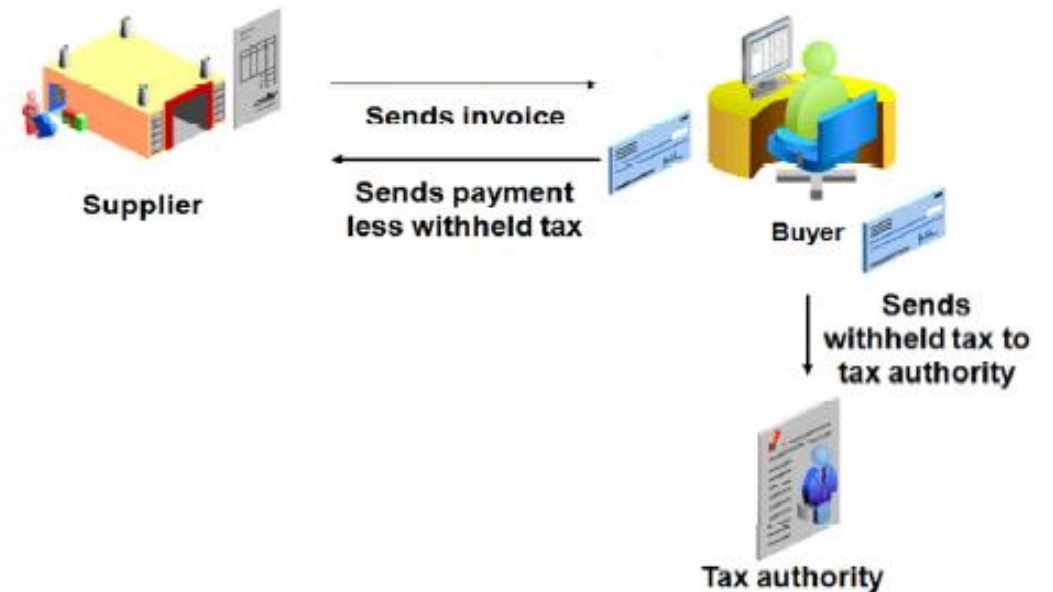 Sends invoice
Supplier
Sends payment
less withheld tax
Buyer
Sends
withheld tax to
tax authority
Tax authority